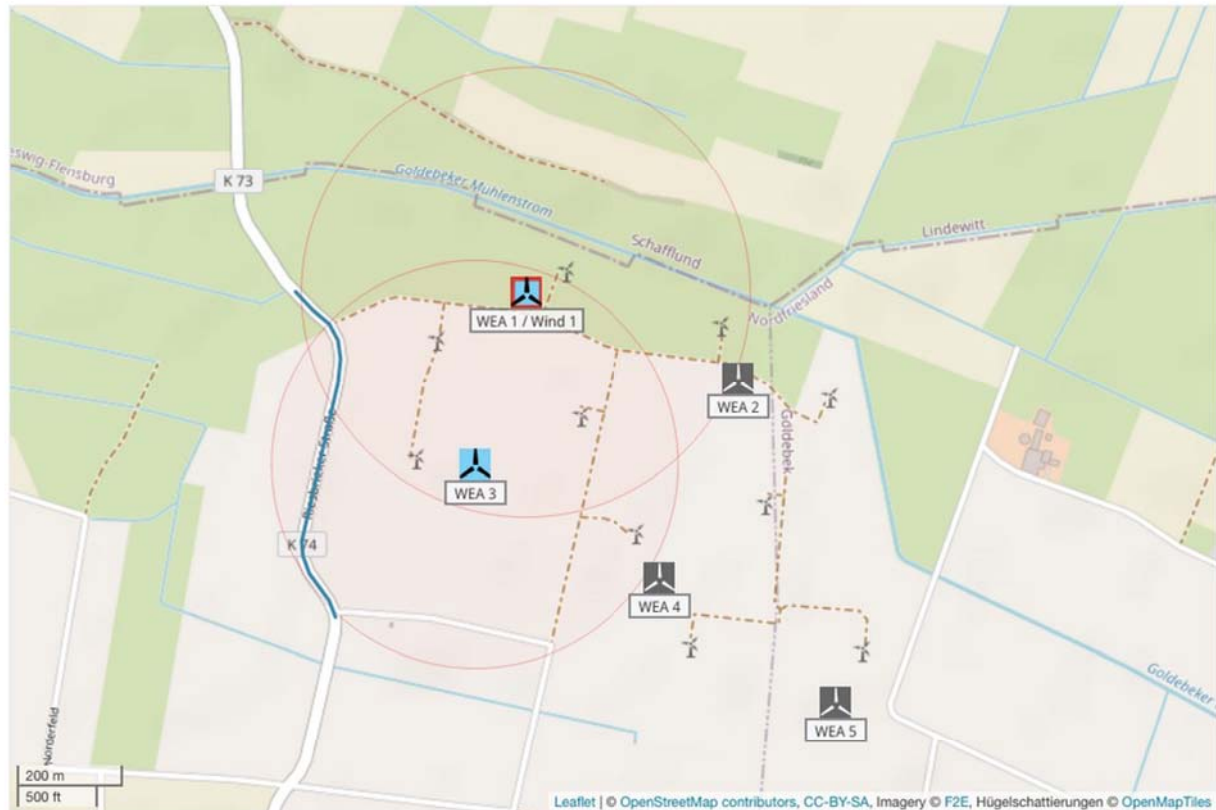 eswig-Flensburg
K 73
Goldebeker Mühlenstrom
Schafflund
Lindewitt
Nordfriesland
WEA 1 / Wind 1
WEA 2
Goldebek
WEA 3
K 74
WEA 4
WEA 5
Goldebeker
Norderfeld
200 m
500 ft
Leaflet | © OpenStreetMap contributors, CC-BY-SA, Imagery © F2E, Hügelschattierungen © OpenMapTiles